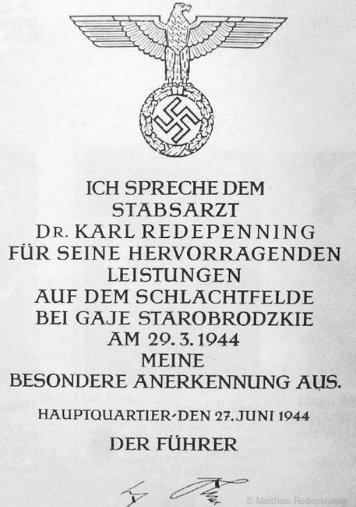 ICH SPRECHE DEM
STABSARZT
DR. KARL REDEPENNING
FÜR SEINE HERVORRAGENDEN
LEISTUNGEN
AUF DEM SCHLACHTFELDE
BEI GAJE STAROBRODZKIE
AM 29.3.1944
MEINE
BESONDERE ANERKENNUNG AUS.
HAUPTQUARTIER·DEN 27. JUNI 1944
DER FÜHRER
© Matthias Redepenning